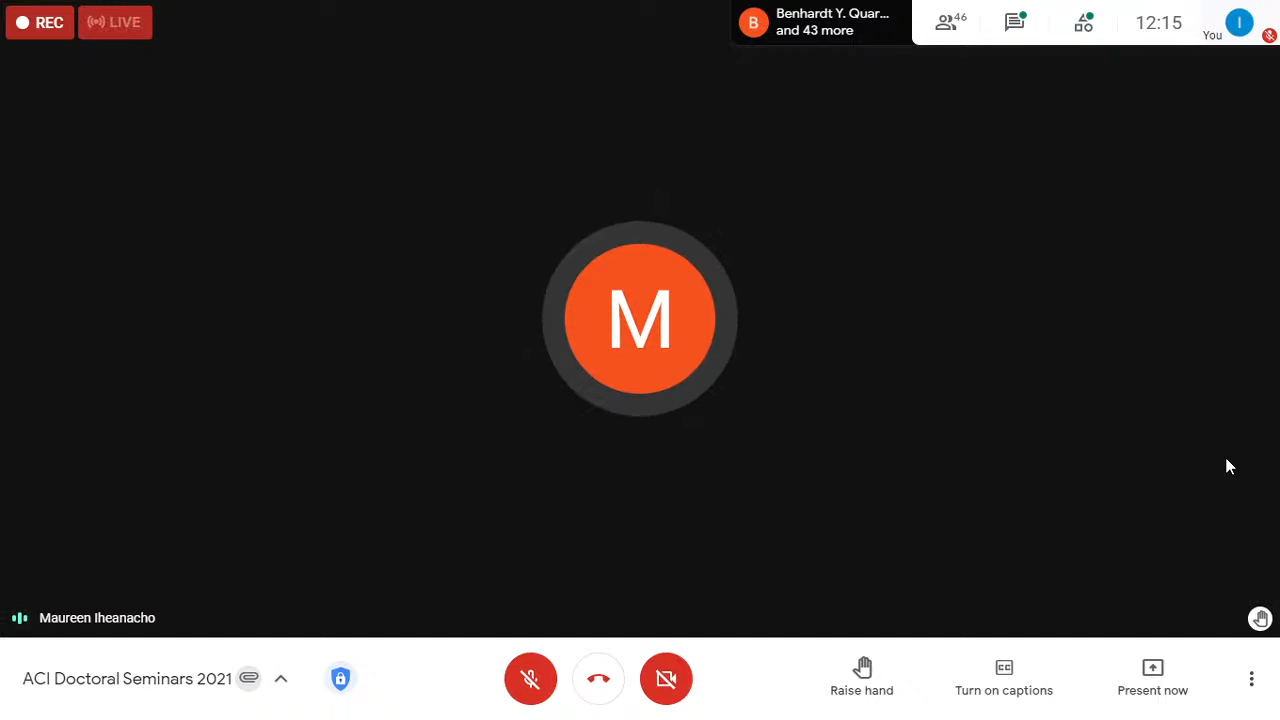 REC
LIVE
B
Benhardt Y. Quar...
and 43 more
46
12:15
You
I
M
Maureen Iheanacho
ACI Doctoral Seminars 2021
CC
Raise hand
Turn on captions
Present now